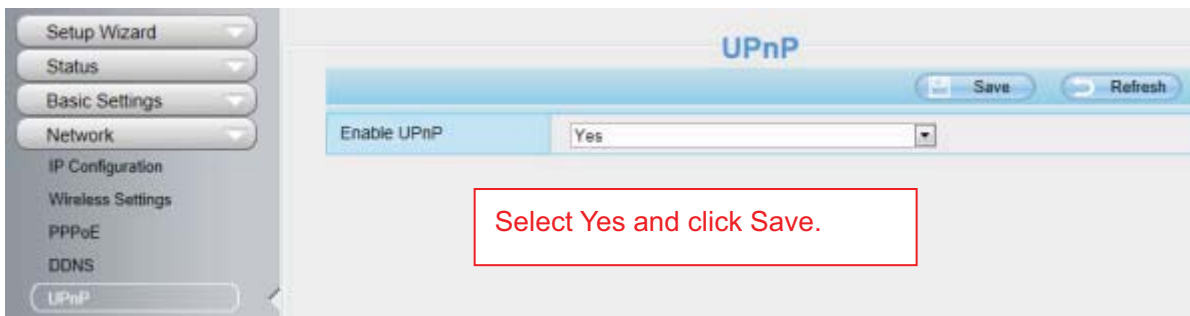 Setup Wizard
Status
Basic Settings
Network
IP Configuration
Wireless Settings
PPPoE
DDNS
UPnP
UPnP
Save
Refresh
Enable UPnP
Yes
Select Yes and click Save.